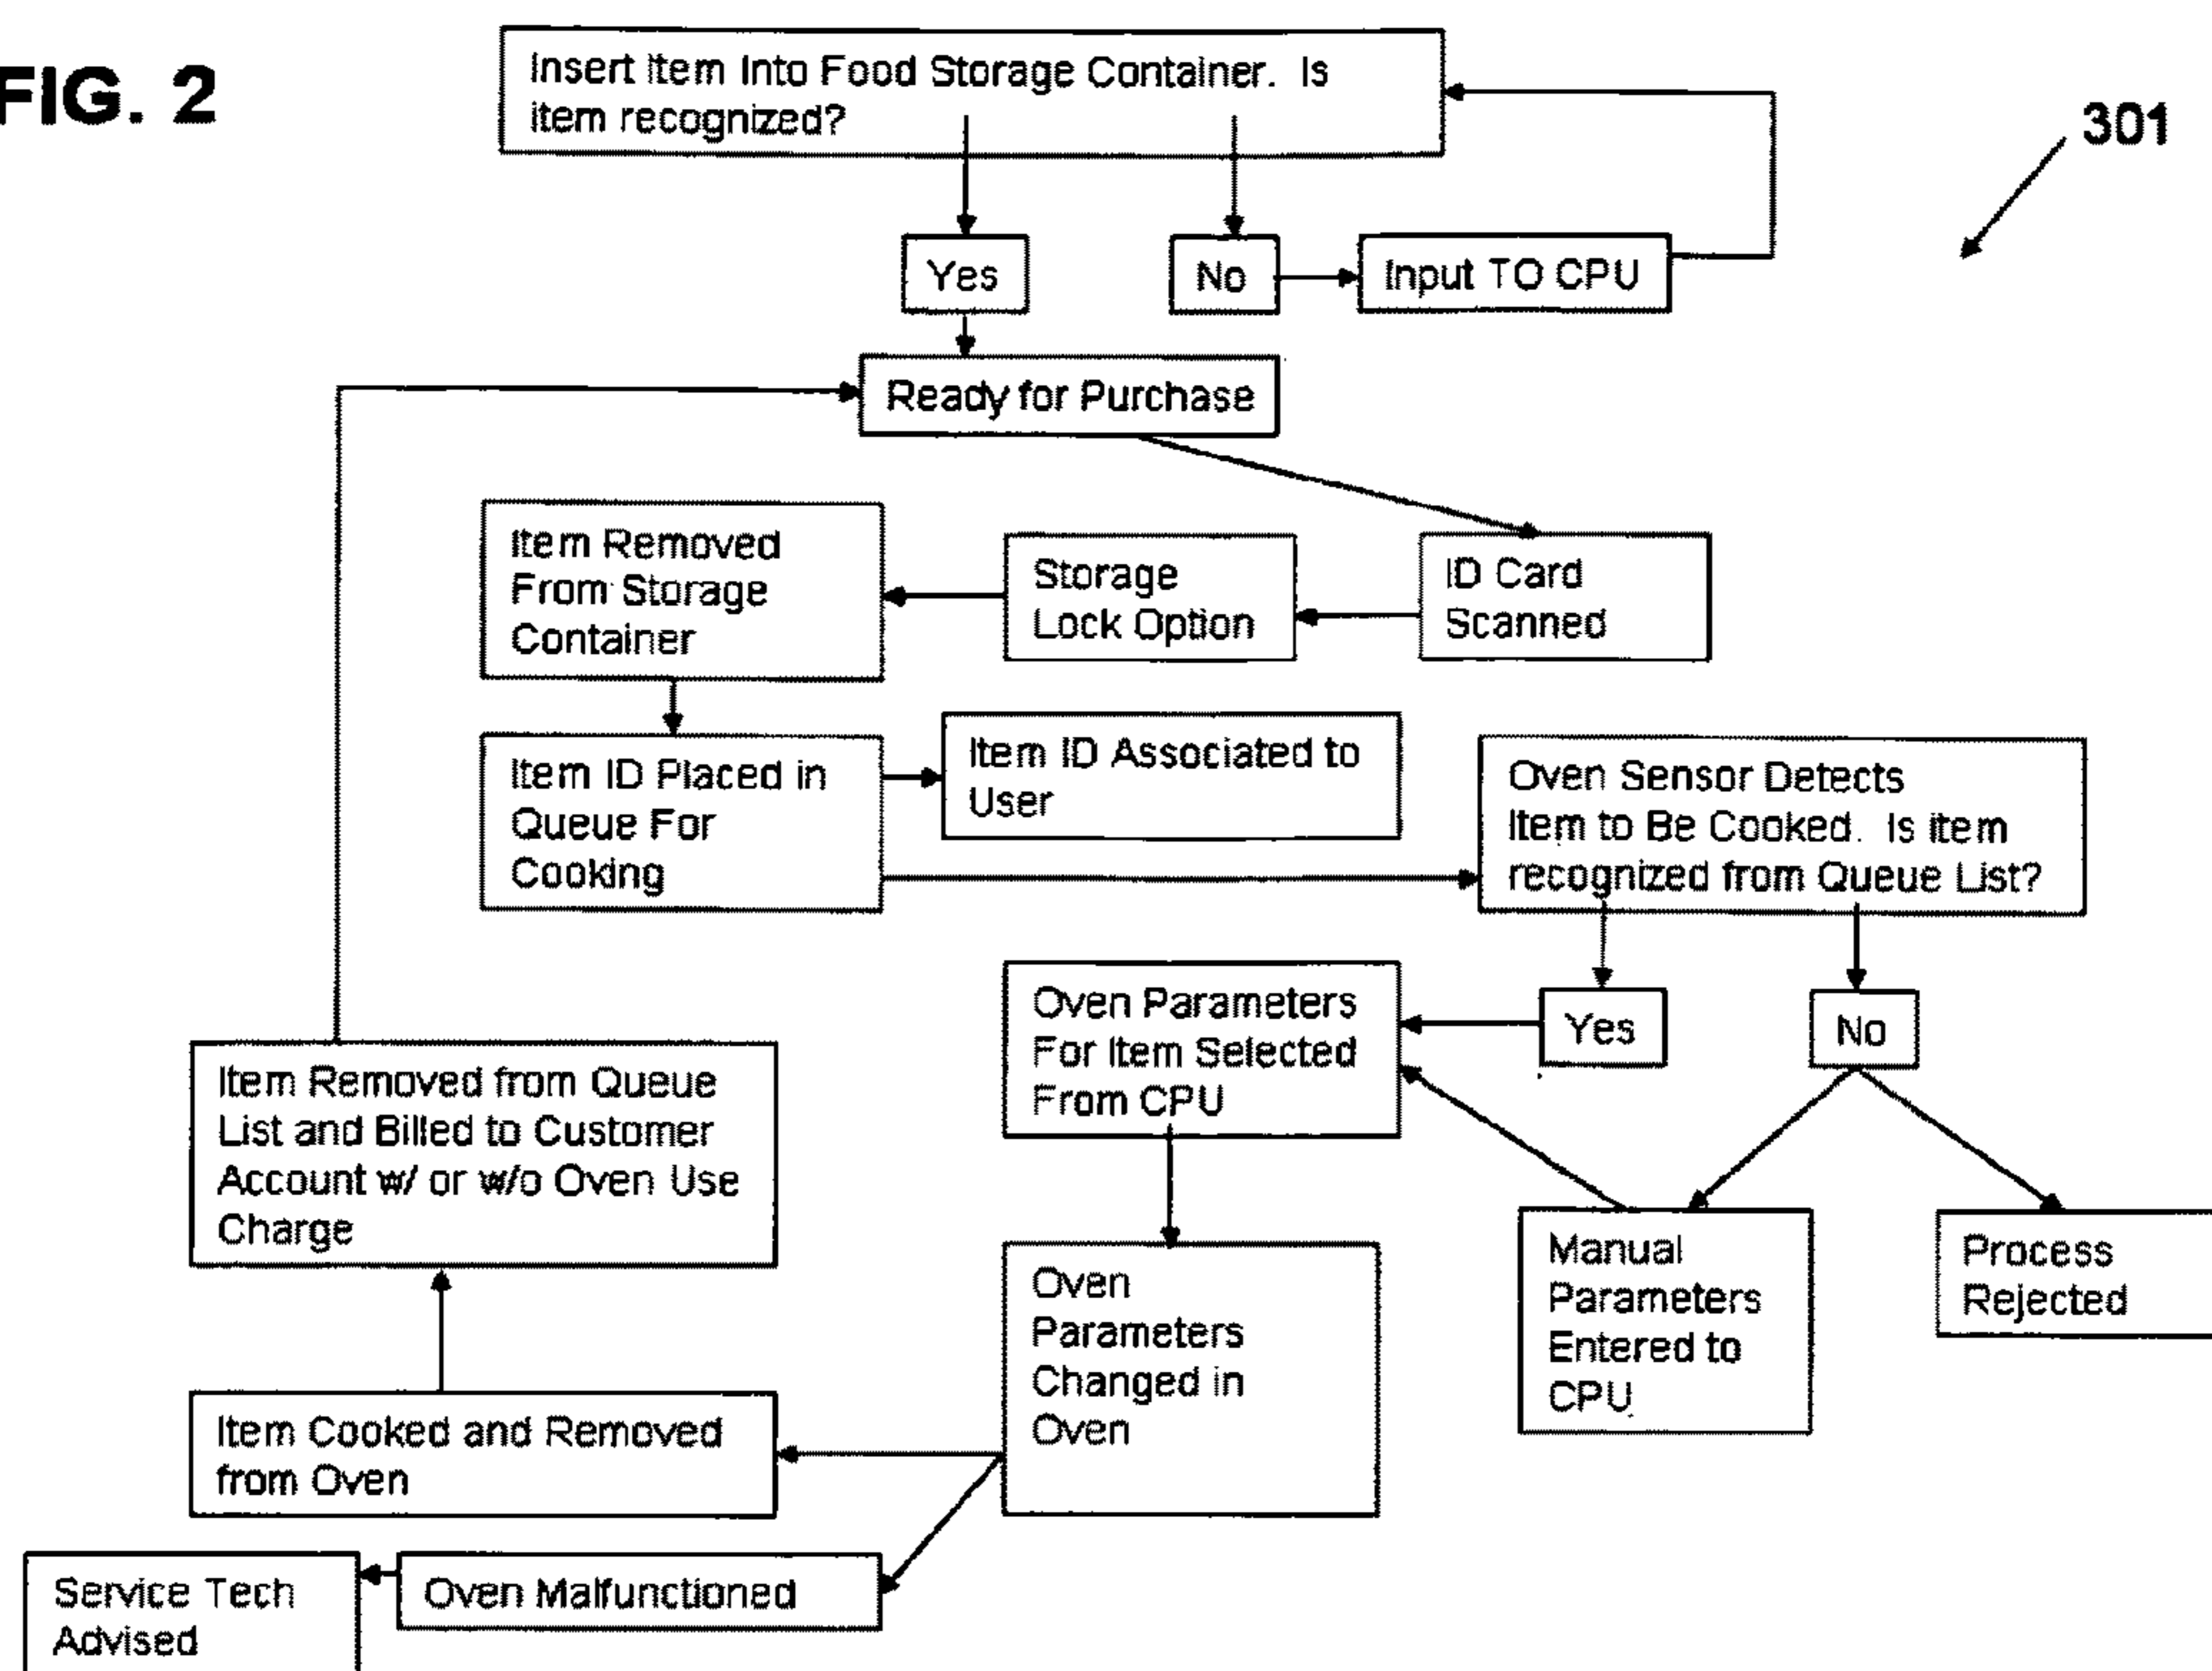 FIG. 2
301
Insert Item Into Food Storage Container. Is
item recognized?
Yes
No
Input TO CPU
Ready for Purchase
Item Removed
From Storage
Container
Storage
Lock Option
ID Card
Scanned
Item ID Placed in
Queue For
Cooking
Item ID Associated to
User
Oven Sensor Detects
Item to Be Cooked. Is item
recognized from Queue List?
Yes
No
Oven Parameters
For Item Selected
From CPU
Item Removed from Queue
List and Billed to Customer
Account w/ or w/o Oven Use
Charge
Oven
Parameters
Changed in
Oven
Manual
Parameters
Entered to
CPU
Process
Rejected
Item Cooked and Removed
from Oven
Oven Malfunctioned
Service Tech
Advised